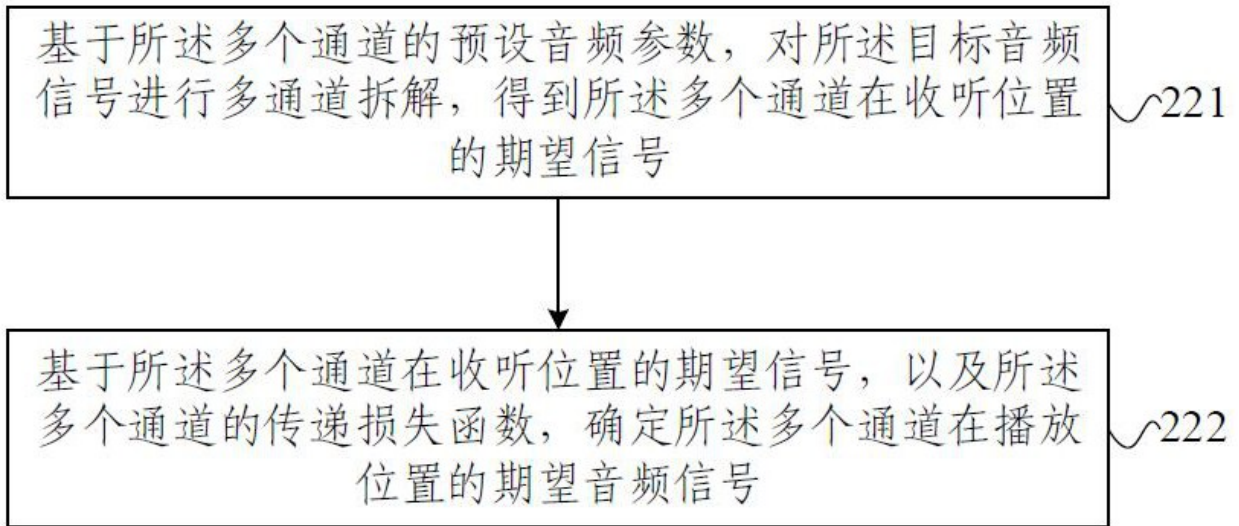 基于所述多个通道的预设音频参数，对所述目标音频
信号进行多通道拆解，得到所述多个通道在收听位置
的期望信号
221
基于所述多个通道在收听位置的期望信号，以及所述
多个通道的传递损失函数，确定所述多个通道在播放
位置的期望音频信号
222